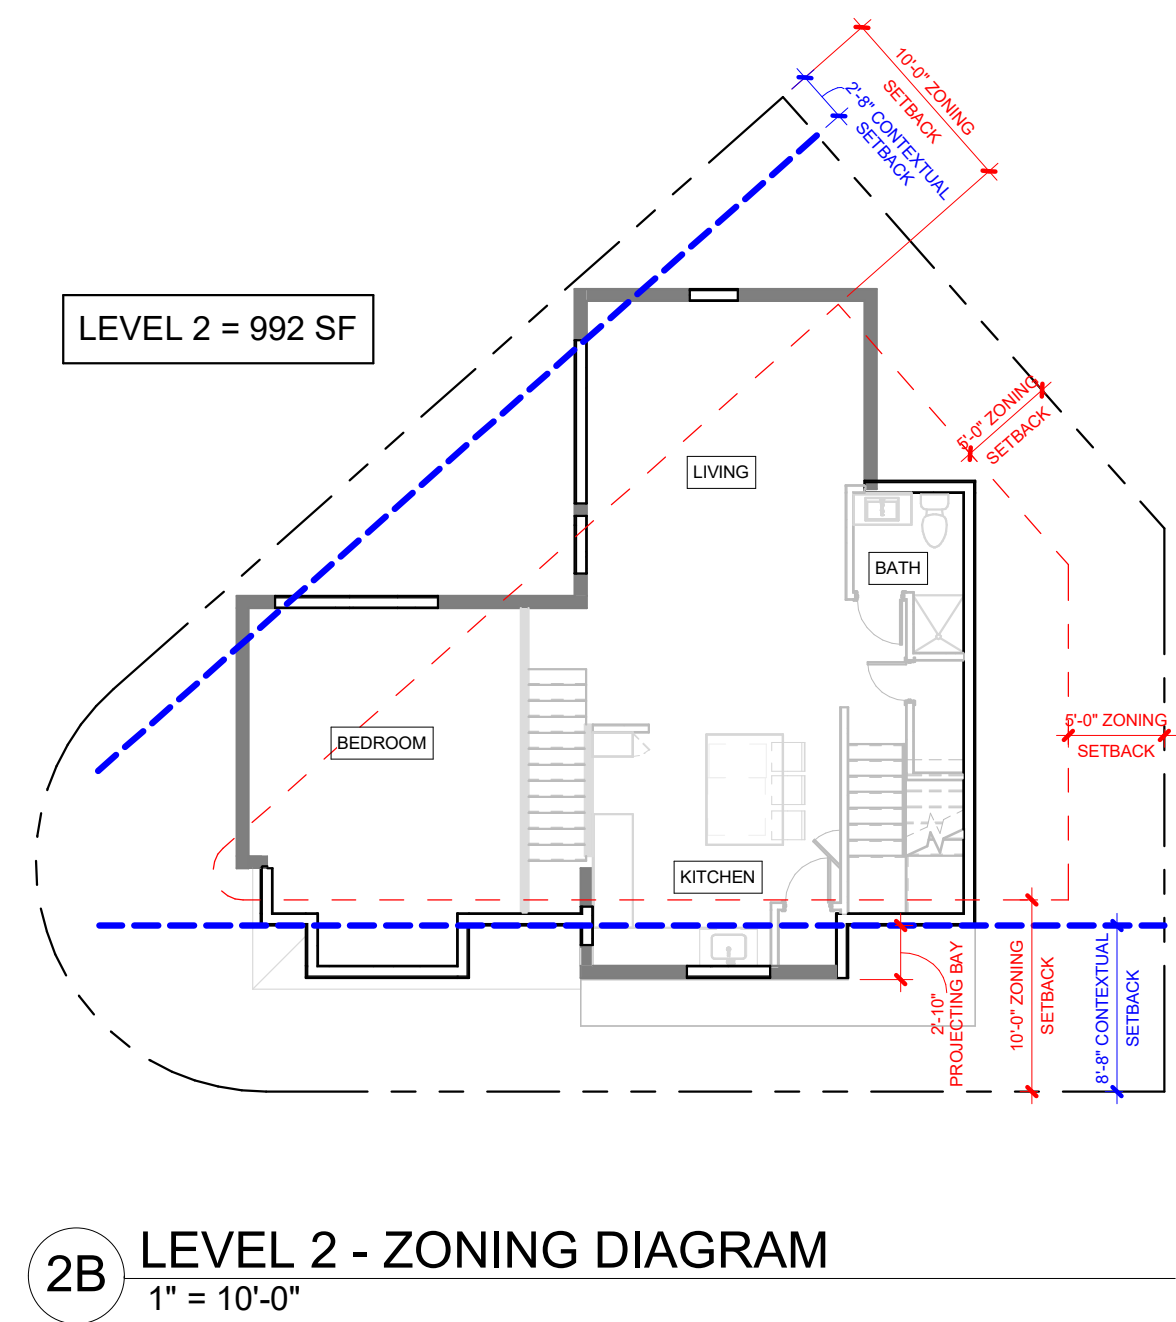 10'-0" ZONING
SETBACK
2'-8" CONTEXTUAL
SETBACK
LEVEL 2 = 992 SF
5'-0" ZONING
SETBACK
LIVING
BATH
5'-0" ZONING
SETBACK
BEDROOM
KITCHEN
2'-10"
PROJECTING BAY
10'-0" ZONING
SETBACK
8'-8" CONTEXTUAL
SETBACK
2B
LEVEL 2 - ZONING DIAGRAM
1" = 10'-0"